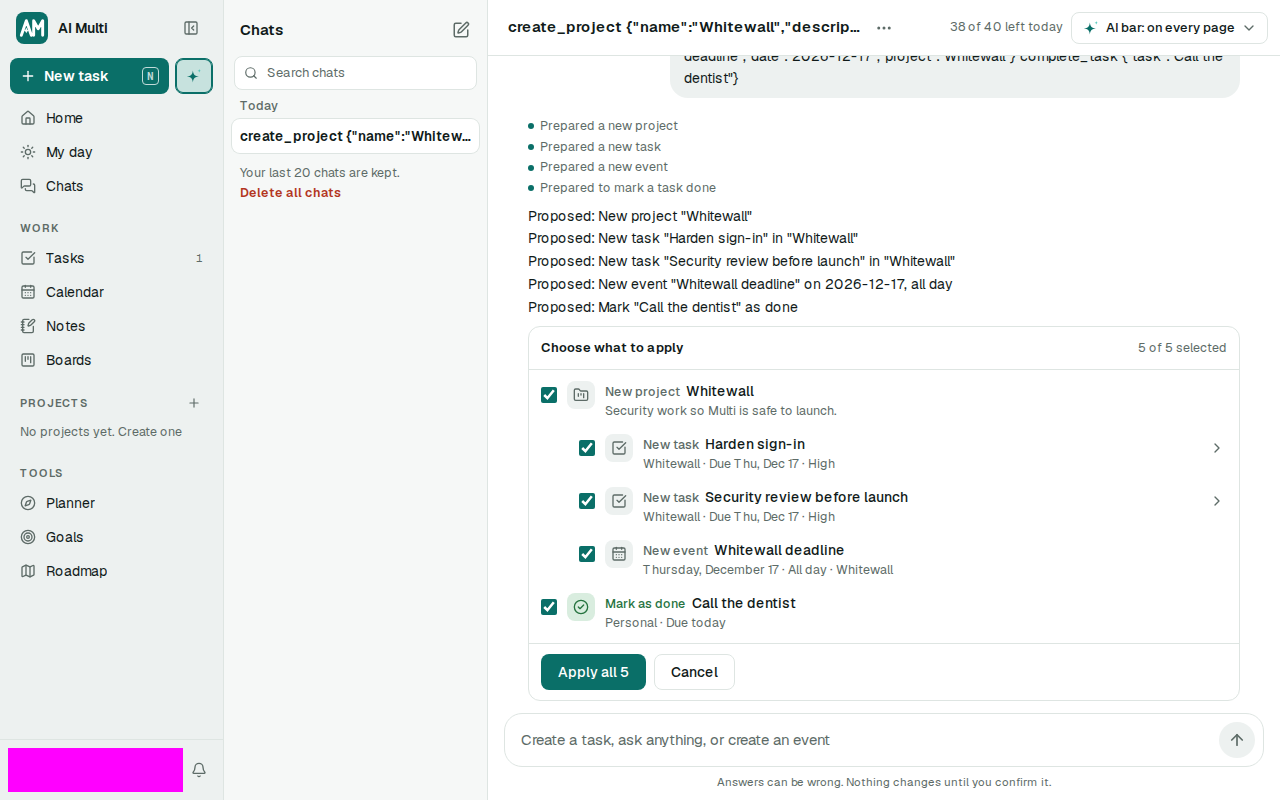 AM
AI Multi
New task
N
Home
My day
Chats
WORK
Tasks
1
Calendar
Notes
Boards
PROJECTS
No projects yet. Create one
TOOLS
Planner
Goals
Roadmap
Chats
Search chats
Today
create_project {"name":"Whitew…
Your last 20 chats are kept.
Delete all chats
create_project {"name":"Whitewall","descrip…
38 of 40 left today
AI bar: on every page
deadline","date":"2026-12-17","project":"Whitewall"} complete_task {"task":"Call the
dentist"}
Prepared a new project
Prepared a new task
Prepared a new event
Prepared to mark a task done
Proposed: New project "Whitewall"
Proposed: New task "Harden sign-in" in "Whitewall"
Proposed: New task "Security review before launch" in "Whitewall"
Proposed: New event "Whitewall deadline" on 2026-12-17, all day
Proposed: Mark "Call the dentist" as done
Choose what to apply
5 of 5 selected
New project Whitewall
Security work so Multi is safe to launch.
New task Harden sign-in
Whitewall · Due Thu, Dec 17 · High
New task Security review before launch
Whitewall · Due Thu, Dec 17 · High
New event Whitewall deadline
Thursday, December 17 · All day · Whitewall
Mark as done Call the dentist
Personal · Due today
Apply all 5
Cancel
Create a task, ask anything, or create an event
Answers can be wrong. Nothing changes until you confirm it.